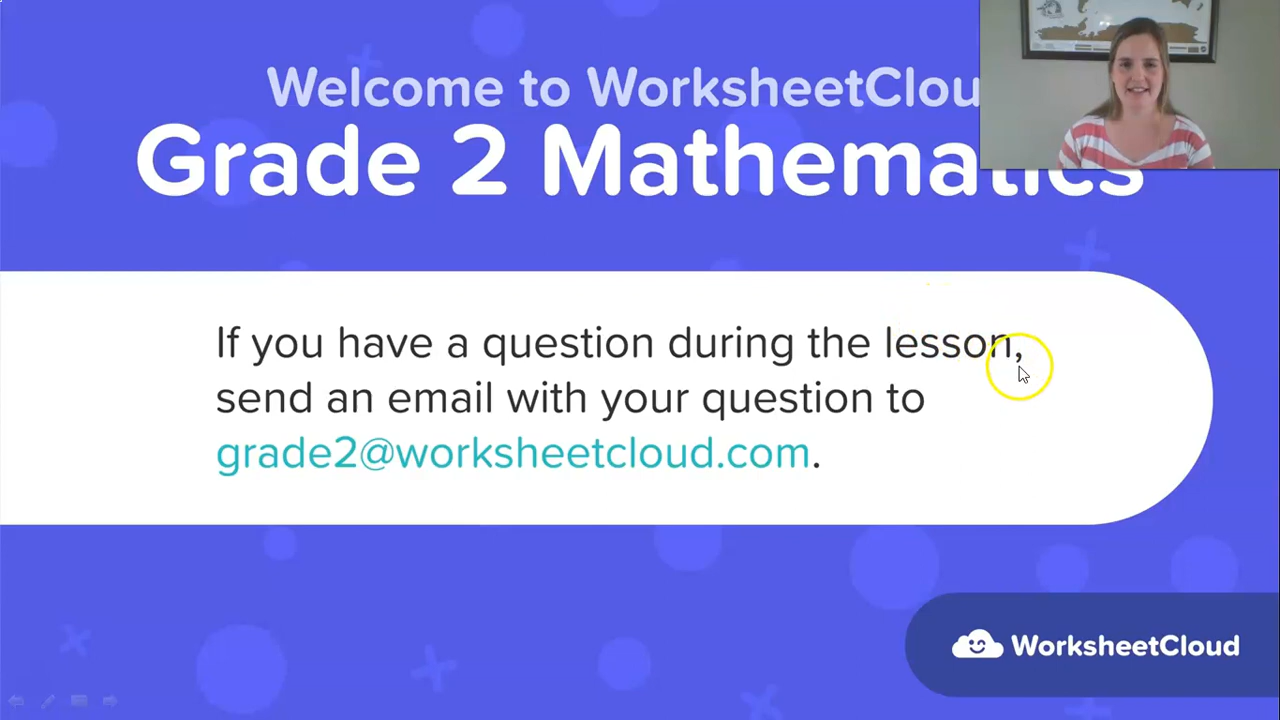 Welcome to WorksheetClou
Grade 2 Mathematics
If you have a question during the lesson,
send an email with your question to
grade2@worksheetcloud.com.
WorksheetCloud